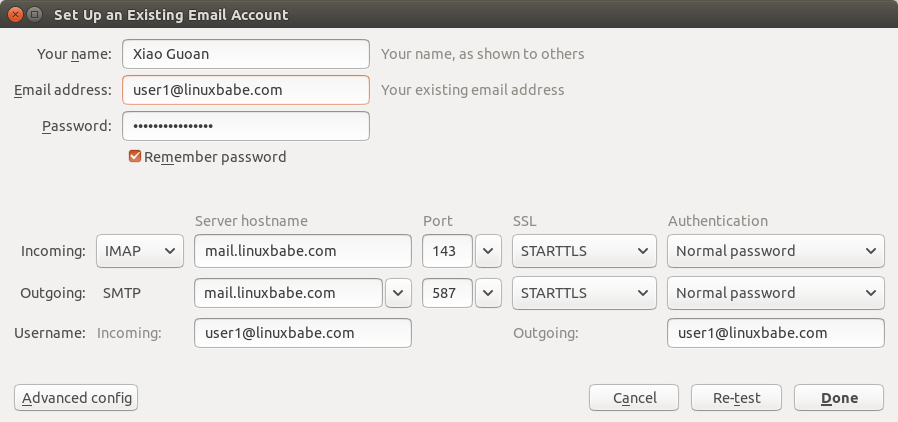 Set Up an Existing Email Account
Your name: Xiao Guoan Your name, as shown to others
Email address: user1@linuxbabe.com Your existing email address
Password: ••••••••••••••••
Remember password
Server hostname Port SSL Authentication
Incoming: IMAP mail.linuxbabe.com 143 STARTTLS Normal password
Outgoing: SMTP mail.linuxbabe.com 587 STARTTLS Normal password
Username: Incoming: user1@linuxbabe.com Outgoing: user1@linuxbabe.com
Advanced config Cancel Re-test Done